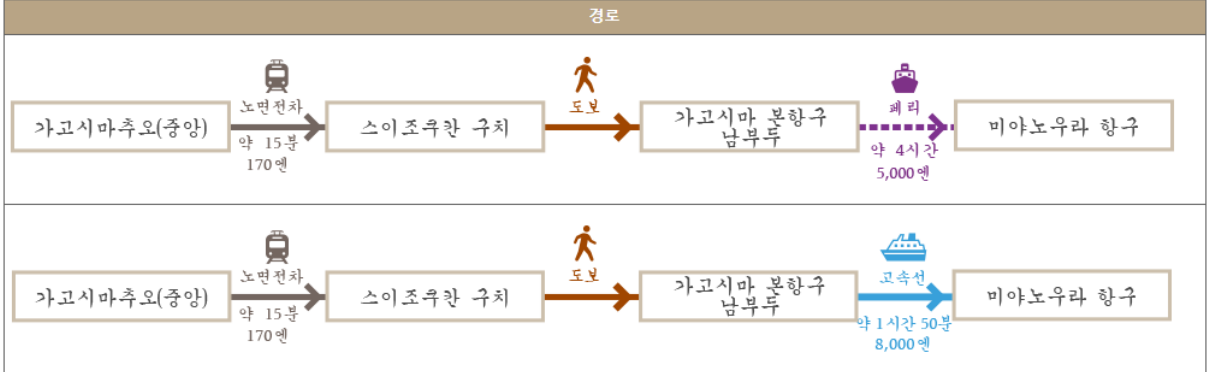 경로
노면전차
도보
페리
가고시마추오(중앙)
스이조쿠칸 구치
가고시마 본항구
남부두
미야노우라 항구
약 15분
170엔
약 4시간
5,000엔
노면전차
도보
고속선
가고시마추오(중앙)
스이조쿠칸 구치
가고시마 본항구
남부두
미야노우라 항구
약 15분
170엔
약 1시간 50분
8,000엔